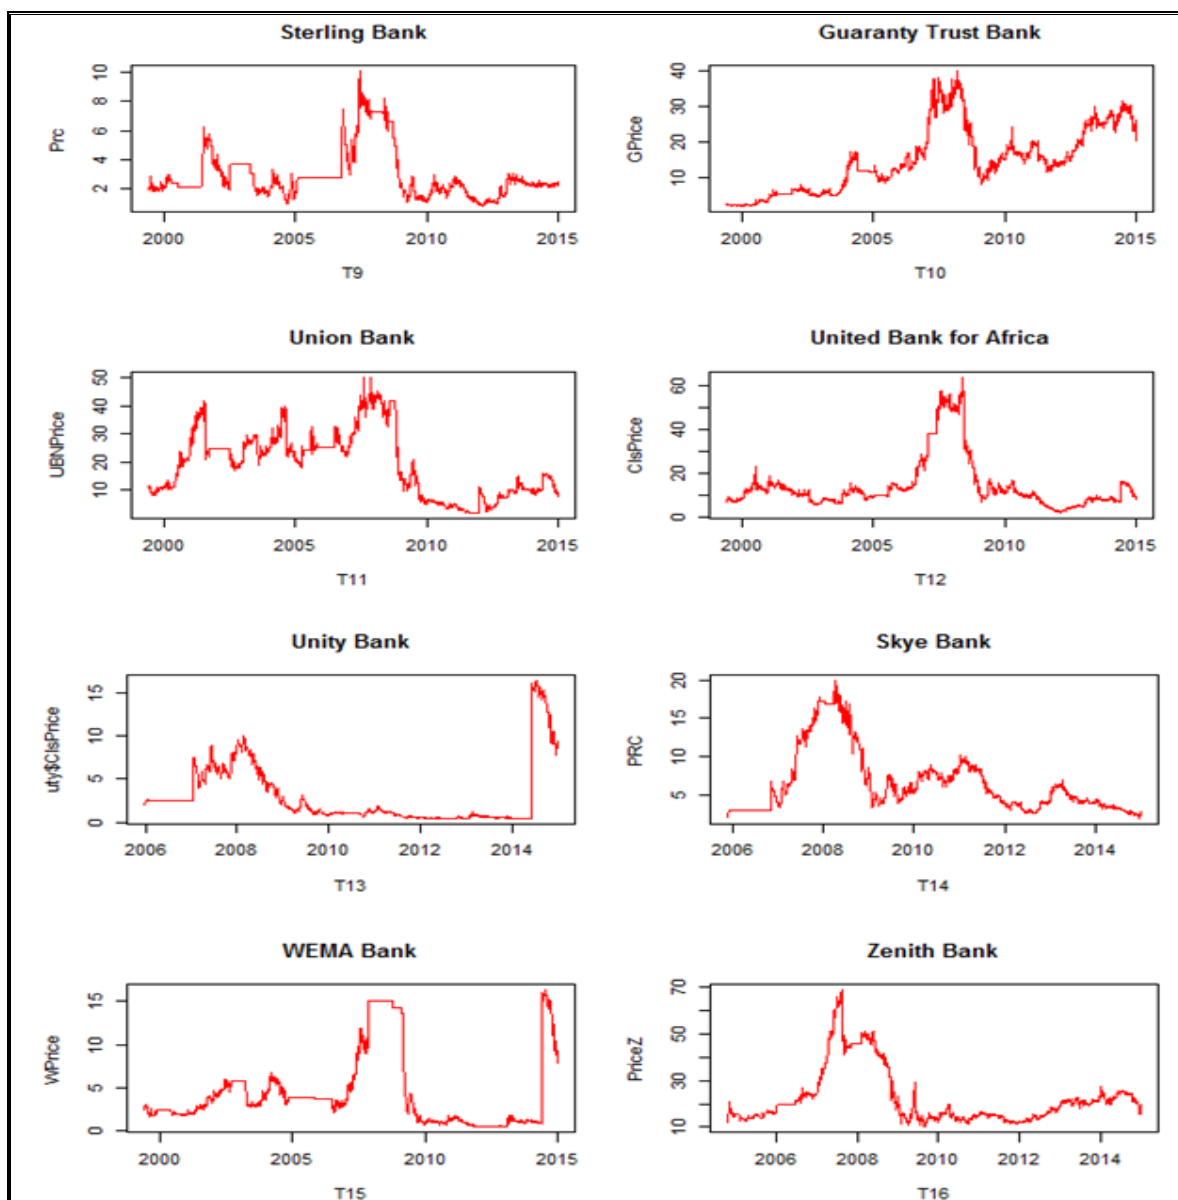 Sterling Bank
Prc
10
8
6
4
2
2000 2005 2010 2015
T9
Guaranty Trust Bank
GPrice
40
30
20
10
2000 2005 2010 2015
T10
Union Bank
UBNPrice
50
40
30
20
10
2000 2005 2010 2015
T11
United Bank for Africa
ClsPrice
60
40
20
0
2000 2005 2010 2015
T12
Unity Bank
uty$ClsPrice
15
10
5
0
2006 2008 2010 2012 2014
T13
Skye Bank
PRC
20
15
10
5
2006 2008 2010 2012 2014
T14
WEMA Bank
WPrice
15
10
5
0
2000 2005 2010 2015
T15
Zenith Bank
PriceZ
70
50
30
10
2006 2008 2010 2012 2014
T16